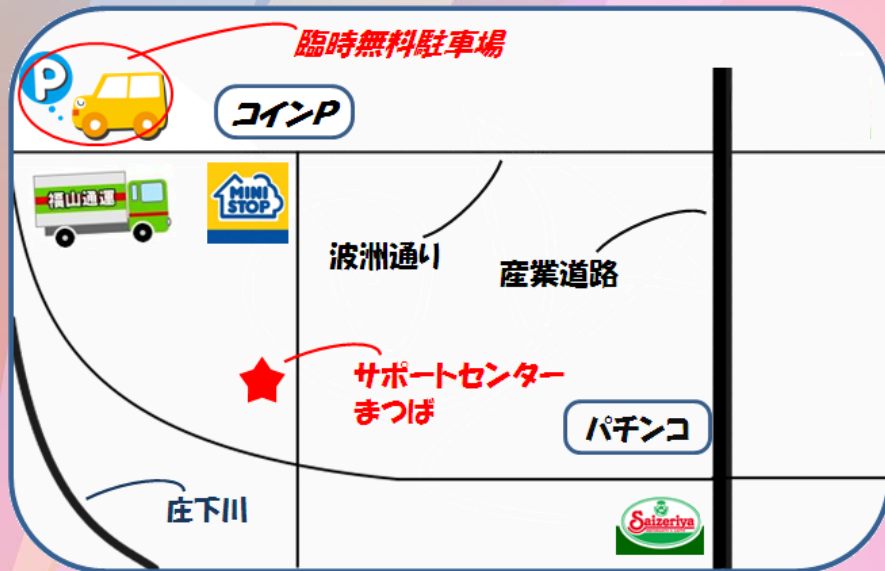 臨時無料駐車場
P
コインP
福山通運
MINI
STOP
波洲通り
産業道路
サポートセンター
まつば
パチンコ
庄下川
Saizeriya